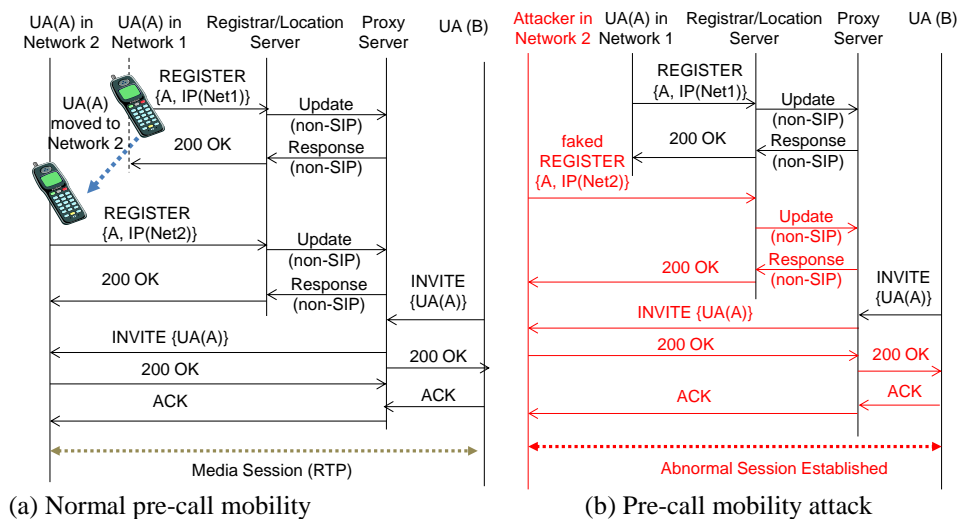 UA(A) in Network 2
UA(A) in Network 1
Registrar/Location Server
Proxy Server
UA (B)
REGISTER
{A, IP(Net1)}
UA(A)
moved to
Network 2
Update
(non-SIP)
200 OK
Response
(non-SIP)
REGISTER
{A, IP(Net2)}
Update
(non-SIP)
200 OK
Response
(non-SIP)
INVITE
{UA(A)}
INVITE {UA(A)}
200 OK
200 OK
ACK
ACK
Media Session (RTP)
(a) Normal pre-call mobility
Attacker in Network 2
UA(A) in Network 1
Registrar/Location Server
Proxy Server
UA (B)
REGISTER
{A, IP(Net1)}
Update
(non-SIP)
200 OK
Response
(non-SIP)
faked
REGISTER
{A, IP(Net2)}
Update
(non-SIP)
200 OK
Response
(non-SIP)
INVITE
{UA(A)}
INVITE {UA(A)}
200 OK
200 OK
ACK
ACK
Abnormal Session Established
(b) Pre-call mobility attack